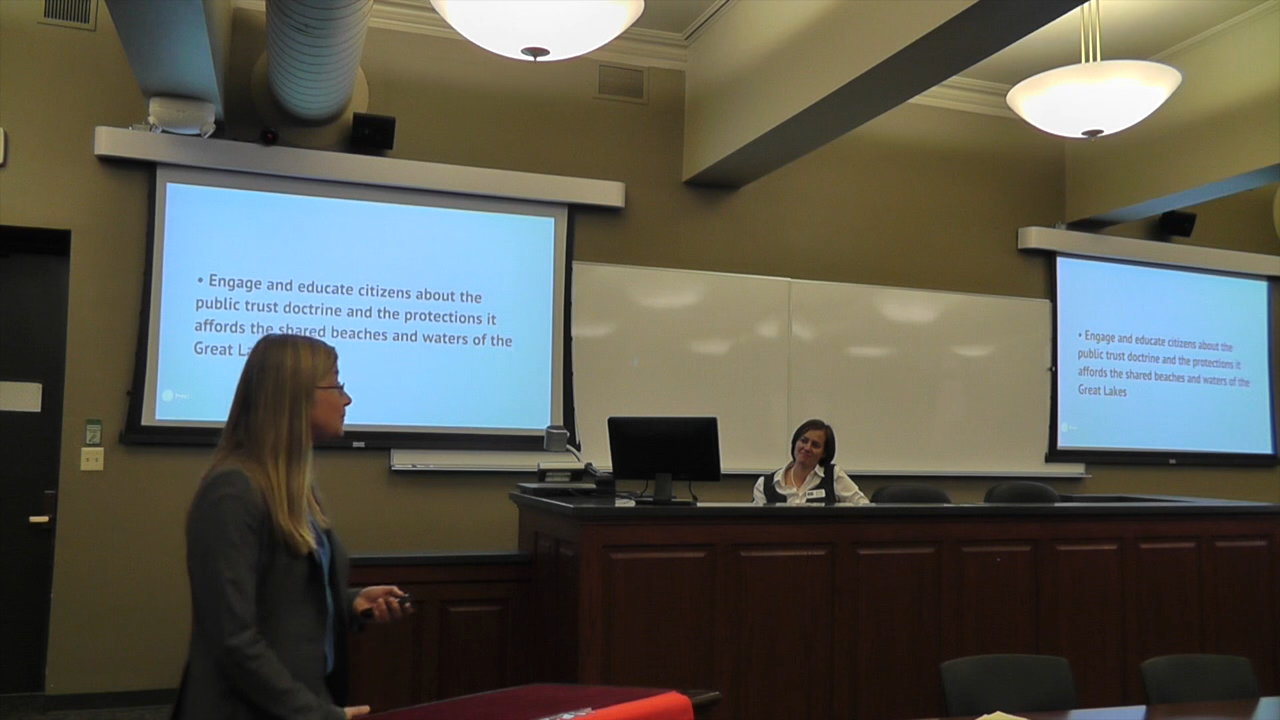 • Engage and educate citizens about the
public trust doctrine and the protections it
affords the shared beaches and waters of the
Great La
• Engage and educate citizens about the
public trust doctrine and the protections it
affords the shared beaches and waters of the
Great Lakes